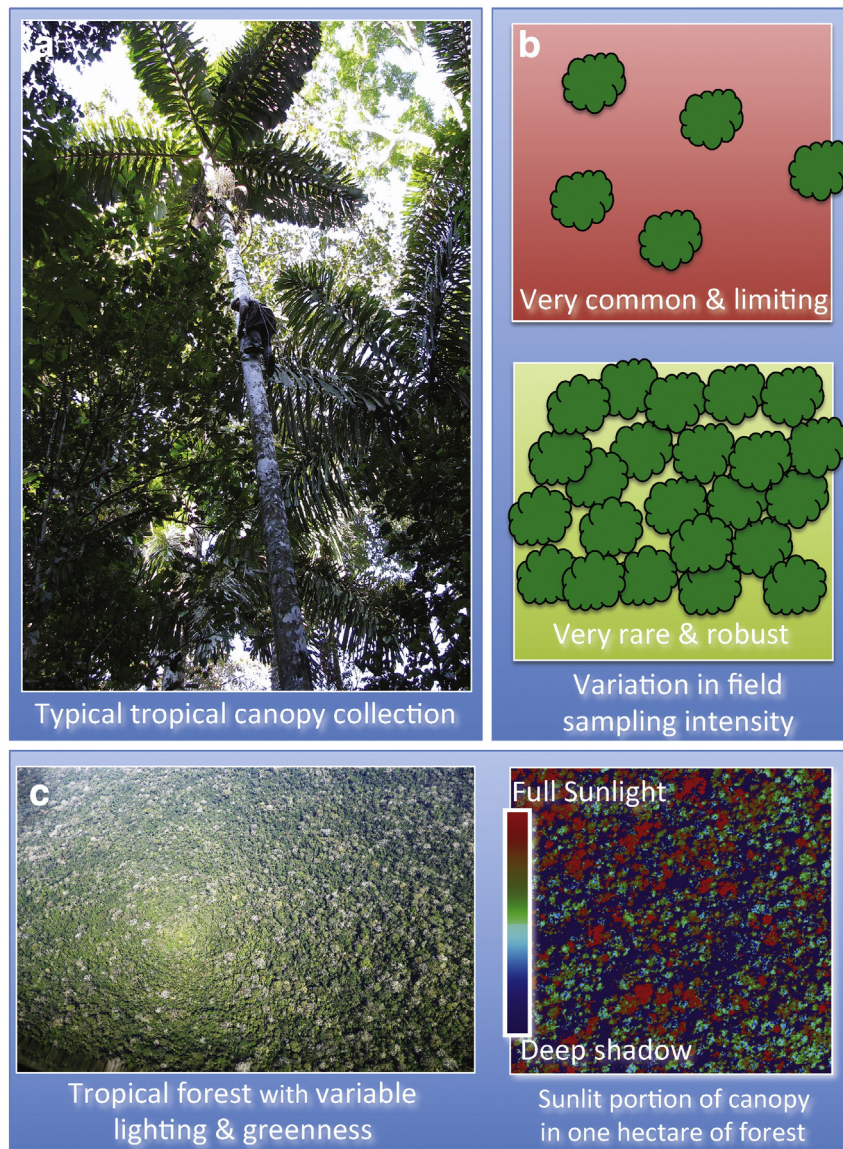 a
Typical tropical canopy collection
b
Very common & limiting
Very rare & robust
Variation in field
sampling intensity
c
Tropical forest with variable
lighting & greenness
Full Sunlight
Deep shadow
Sunlit portion of canopy
in one hectare of forest